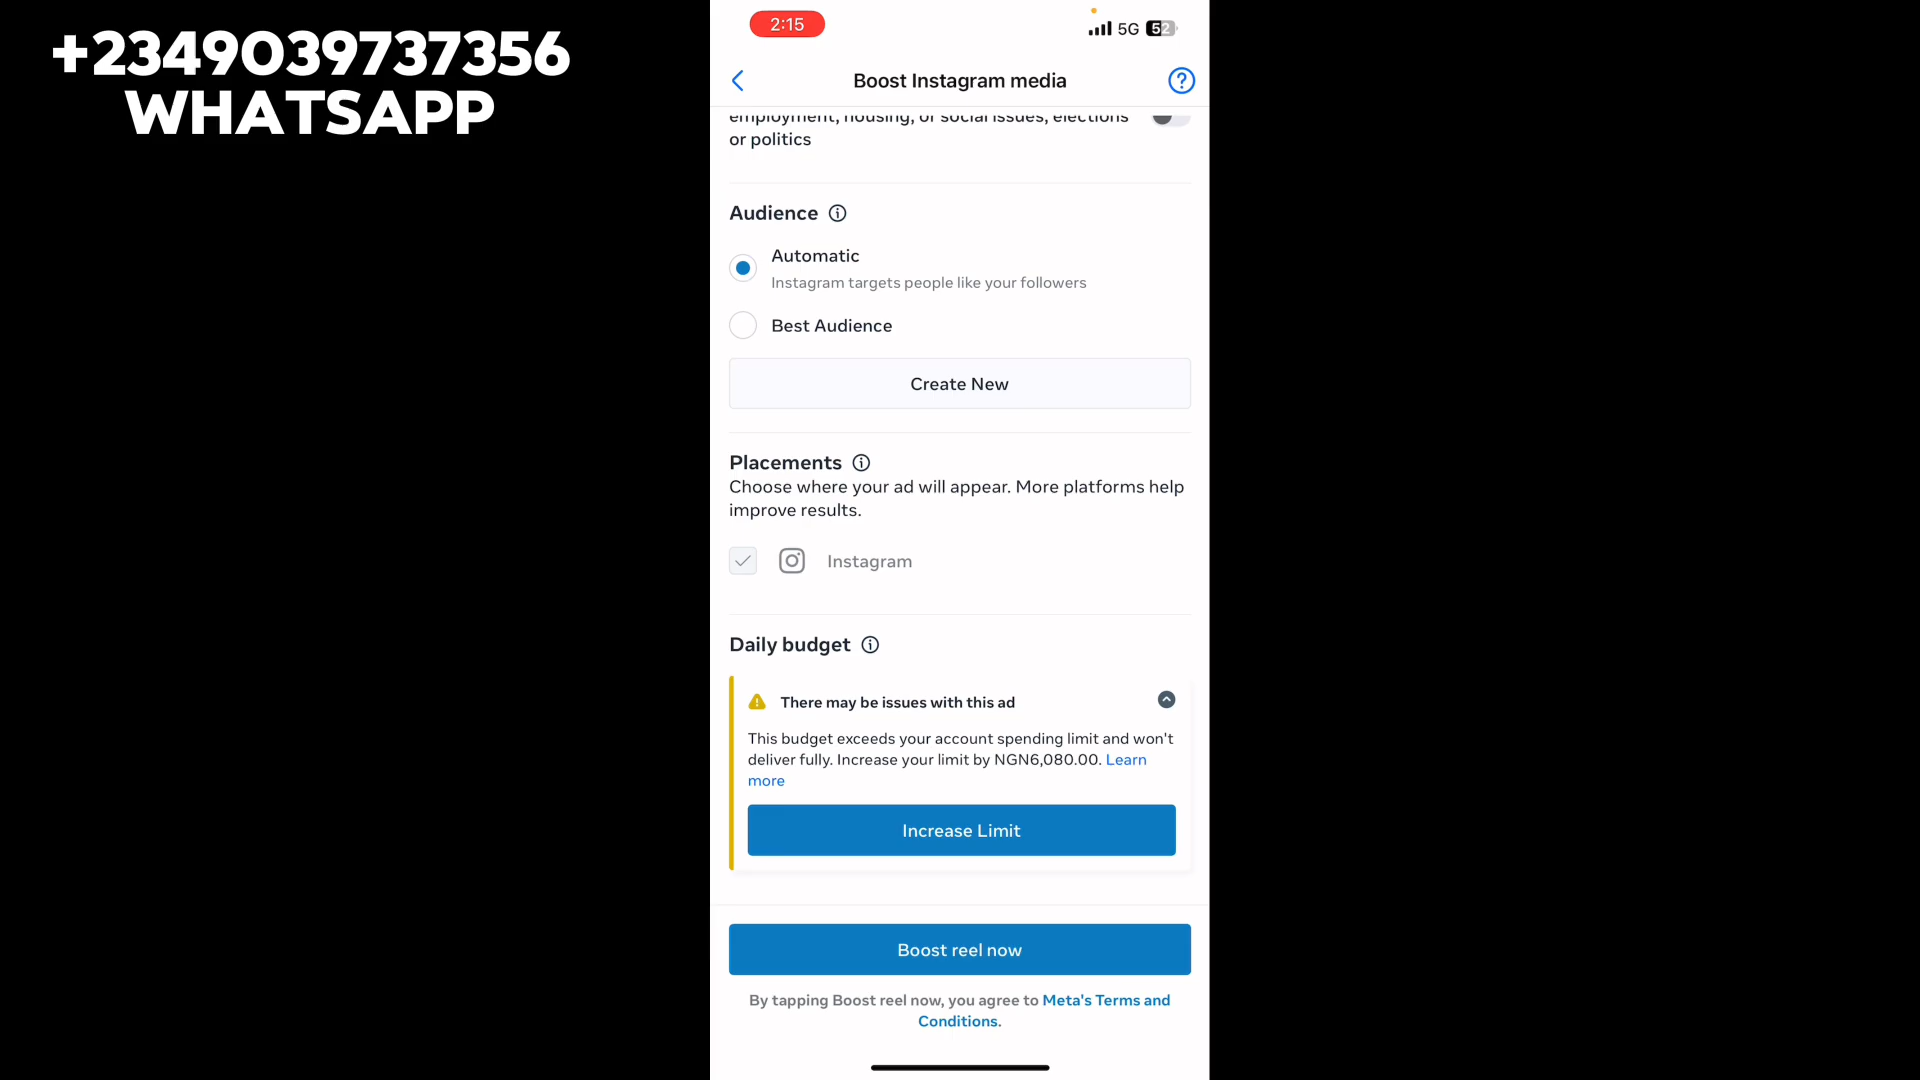 +2349039737356
WHATSAPP
2:15
5G
52
Boost Instagram media
employment, housing, or social issues, elections
or politics
Audience
Automatic
Instagram targets people like your followers
Best Audience
Create New
Placements
Choose where your ad will appear. More platforms help
improve results.
Instagram
Daily budget
There may be issues with this ad
This budget exceeds your account spending limit and won't
deliver fully. Increase your limit by NGN6,080.00. Learn
more
Increase Limit
Boost reel now
By tapping Boost reel now, you agree to Meta's Terms and
Conditions.